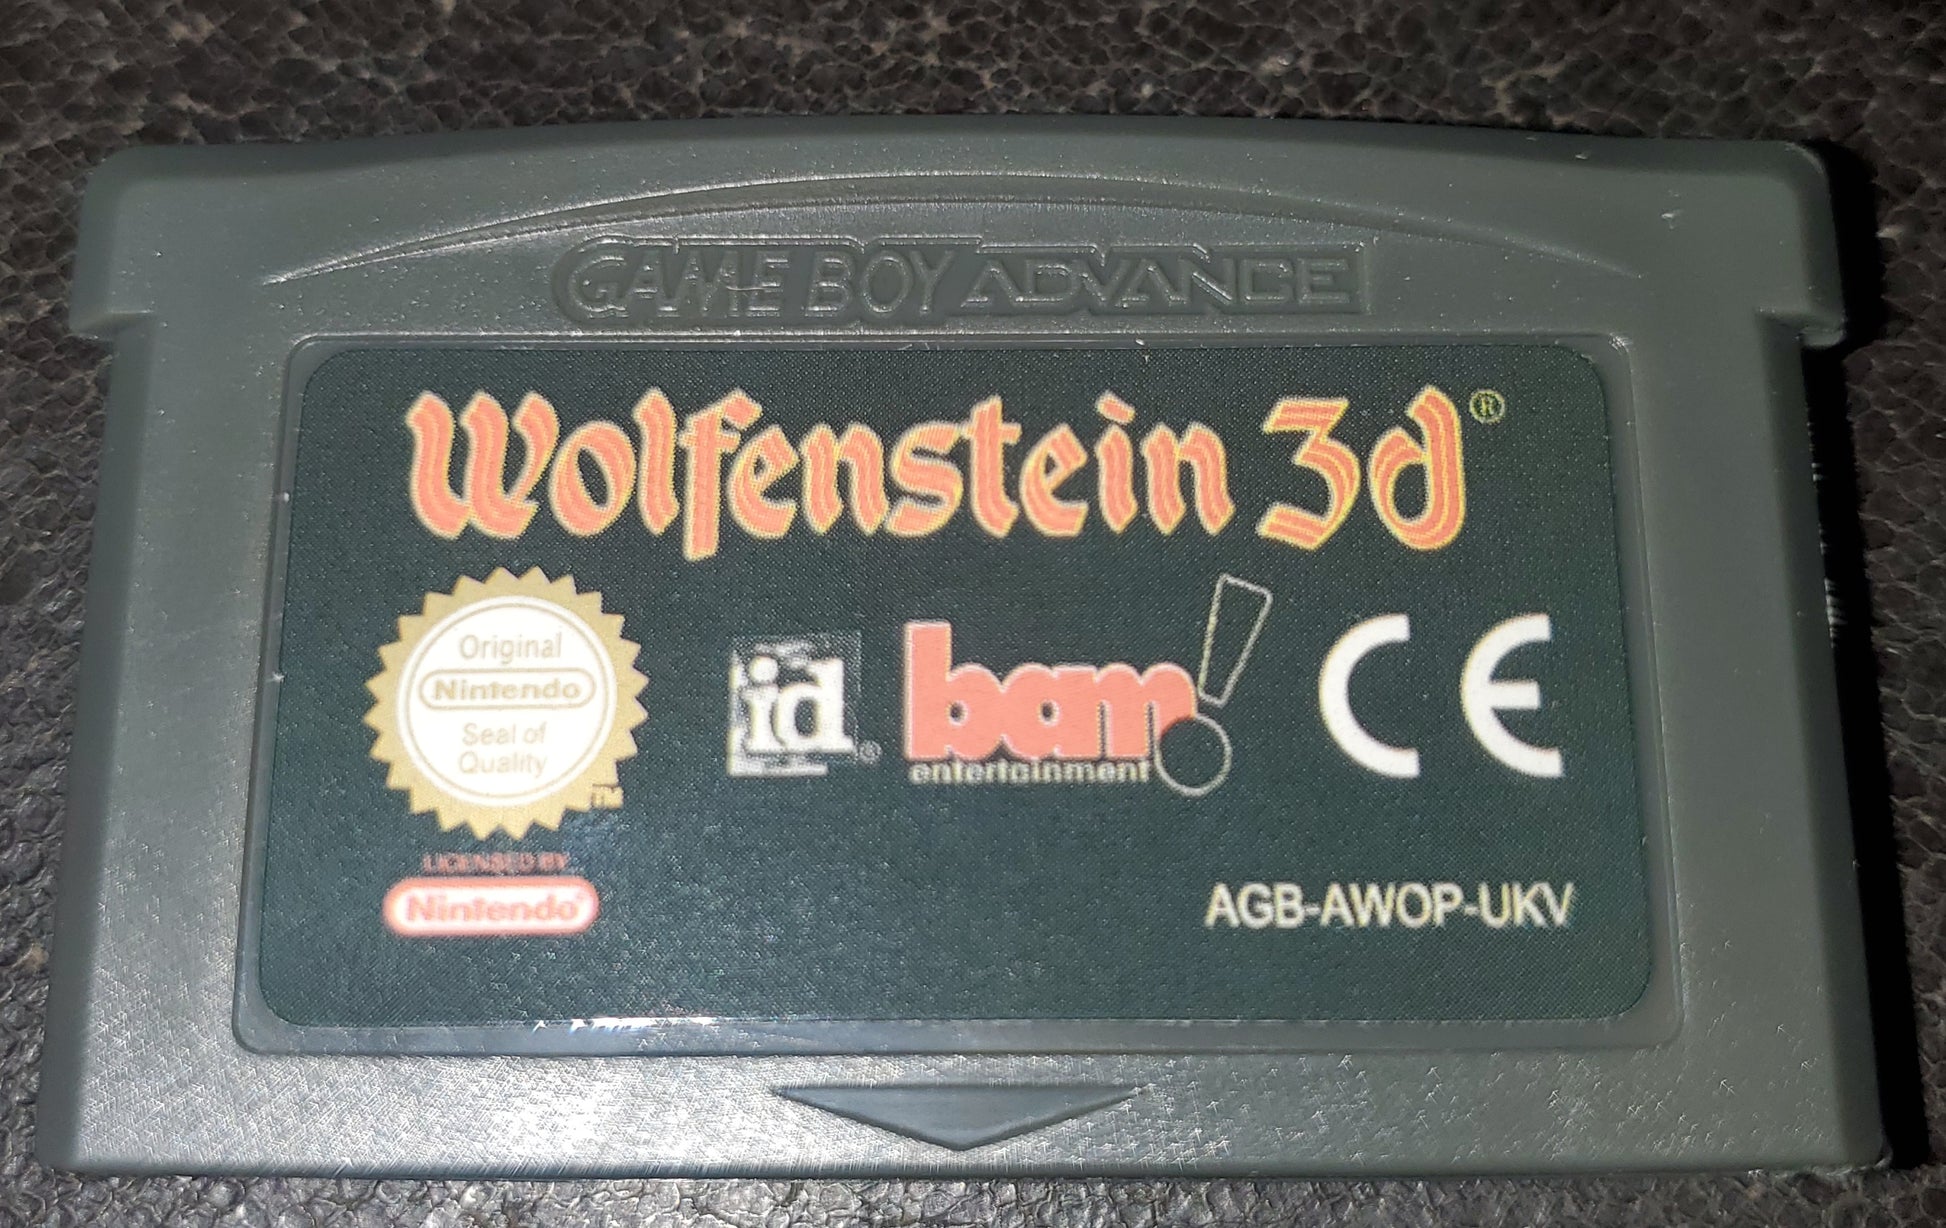 GAME BOY ADVANCE
Wolfenstein 3d®
Original
Nintendo
Seal of
Quality
TM
id®
bam!
entertainment
CE
LICENSED BY
Nintendo®
AGB-AWOP-UKV